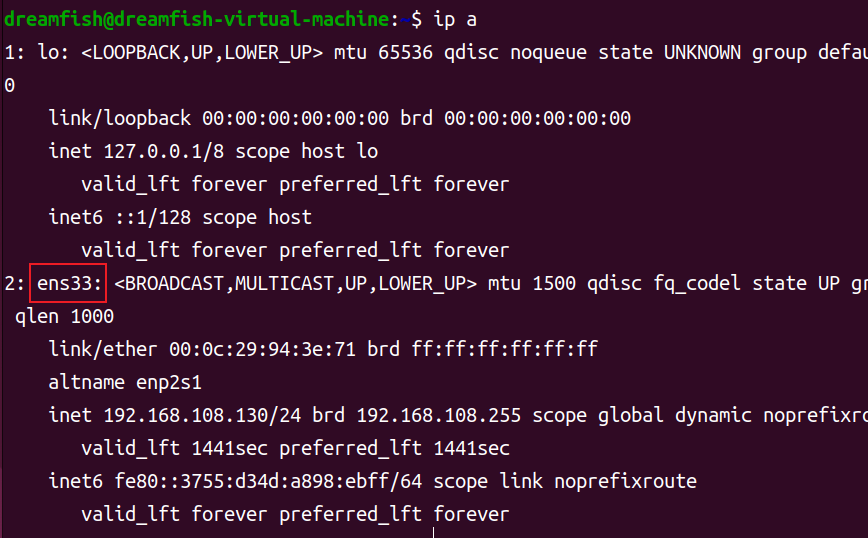 dreamfish@dreamfish-virtual-machine:~$ ip a
1: lo: <LOOPBACK,UP,LOWER_UP> mtu 65536 qdisc noqueue state UNKNOWN group defau
0
link/loopback 00:00:00:00:00:00 brd 00:00:00:00:00:00
inet 127.0.0.1/8 scope host lo
valid_lft forever preferred_lft forever
inet6 ::1/128 scope host
valid_lft forever preferred_lft forever
2: ens33: <BROADCAST,MULTICAST,UP,LOWER_UP> mtu 1500 qdisc fq_codel state UP gr
qlen 1000
link/ether 00:0c:29:94:3e:71 brd ff:ff:ff:ff:ff:ff
altname enp2s1
inet 192.168.108.130/24 brd 192.168.108.255 scope global dynamic noprefixro
valid_lft 1441sec preferred_lft 1441sec
inet6 fe80::3755:d34d:a898:ebff/64 scope link noprefixroute
valid_lft forever preferred_lft forever